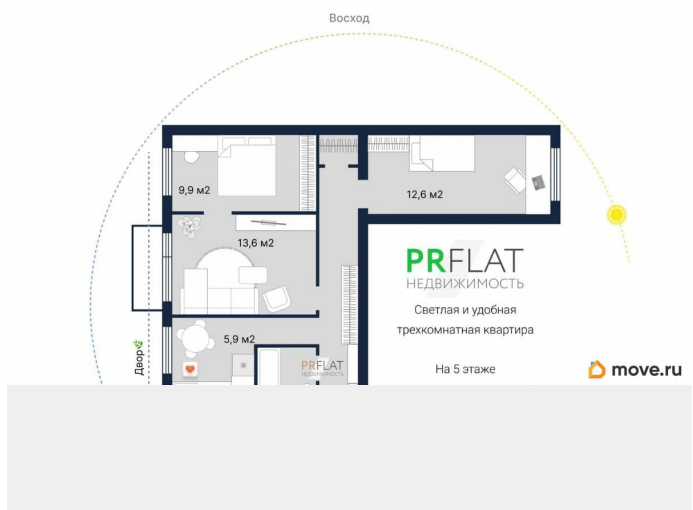 Восход
9,9 м2
12,6 м2
13,6 м2
PRFLAT
НЕДВИЖИМОСТЬ
Светлая и удобная
трехкомнатная квартира
5,9 м2
Двор
PRFLAT
НЕДВИЖИМОСТЬ
На 5 этаже
move.ru